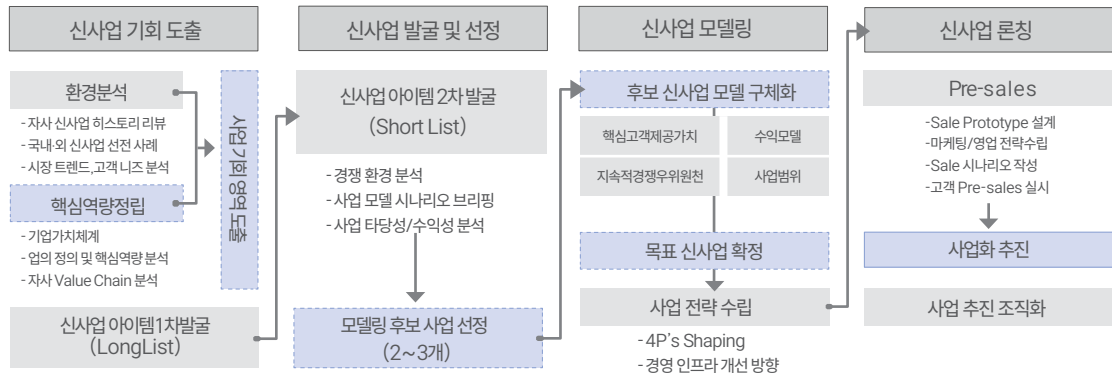 신사업 기회 도출
환경분석
- 자사 신사업 히스토리 리뷰
- 국내·외 신사업 선전 사례
- 시장 트렌드,고객 니즈 분석
핵심역량정립
- 기업가치체계
- 업의 정의 및 핵심역량 분석
- 자사 Value Chain 분석
사업 기회 영역 도출
신사업 아이템1차발굴
(LongList)
신사업 발굴 및 선정
신사업 아이템 2차 발굴
(Short List)
- 경쟁 환경 분석
- 사업 모델 시나리오 브리핑
- 사업 타당성/수익성 분석
모델링 후보 사업 선정
(2~3개)
신사업 모델링
후보 신사업 모델 구체화
핵심고객제공가치
수익모델
지속적경쟁우위원천
사업범위
목표 신사업 확정
사업 전략 수립
- 4P's Shaping
- 경영 인프라 개선 방향
신사업 론칭
Pre-sales
-Sale Prototype 설계
-마케팅/영업 전략수립
-Sale 시나리오 작성
-고객 Pre-sales 실시
사업화 추진
사업 추진 조직화